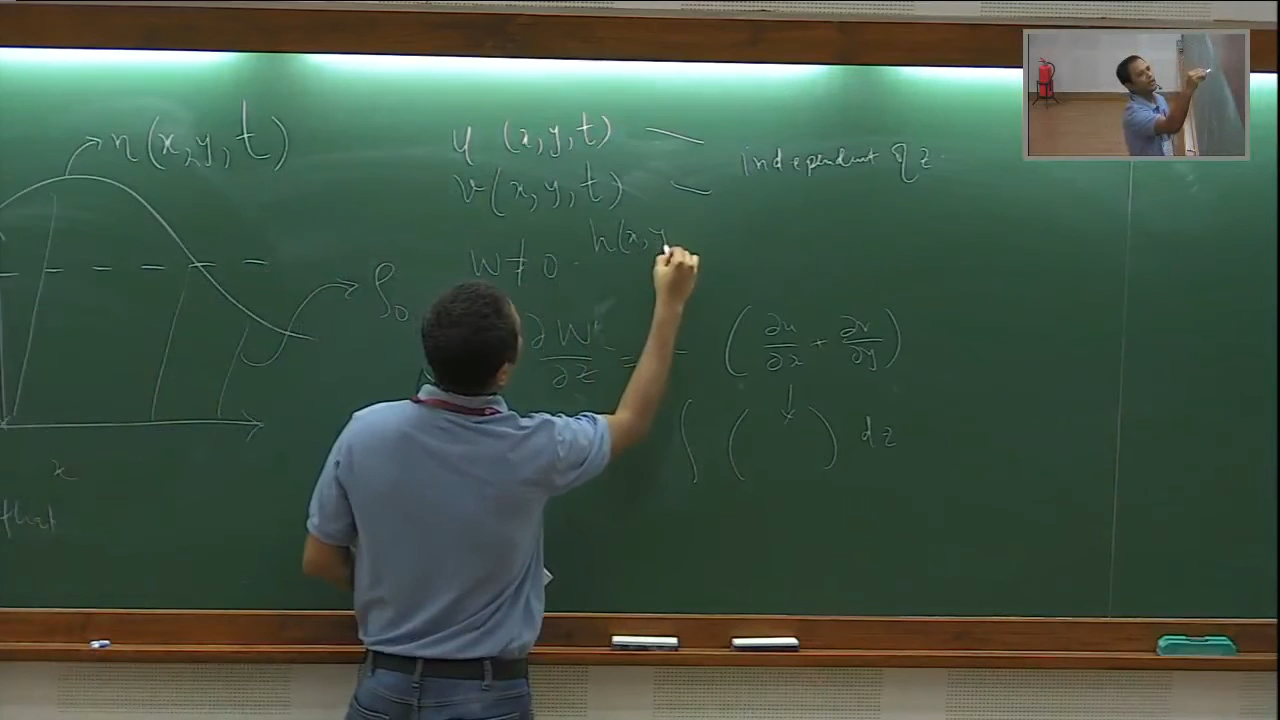 η(x,y,t)
ρ₀
x
that
u (x,y,t) —
v(x,y,t) —
independent of z.
W ≠ 0.
h(x,y
∂W/∂z = - (∂u/∂x + ∂v/∂y)
∫ ( ) dz